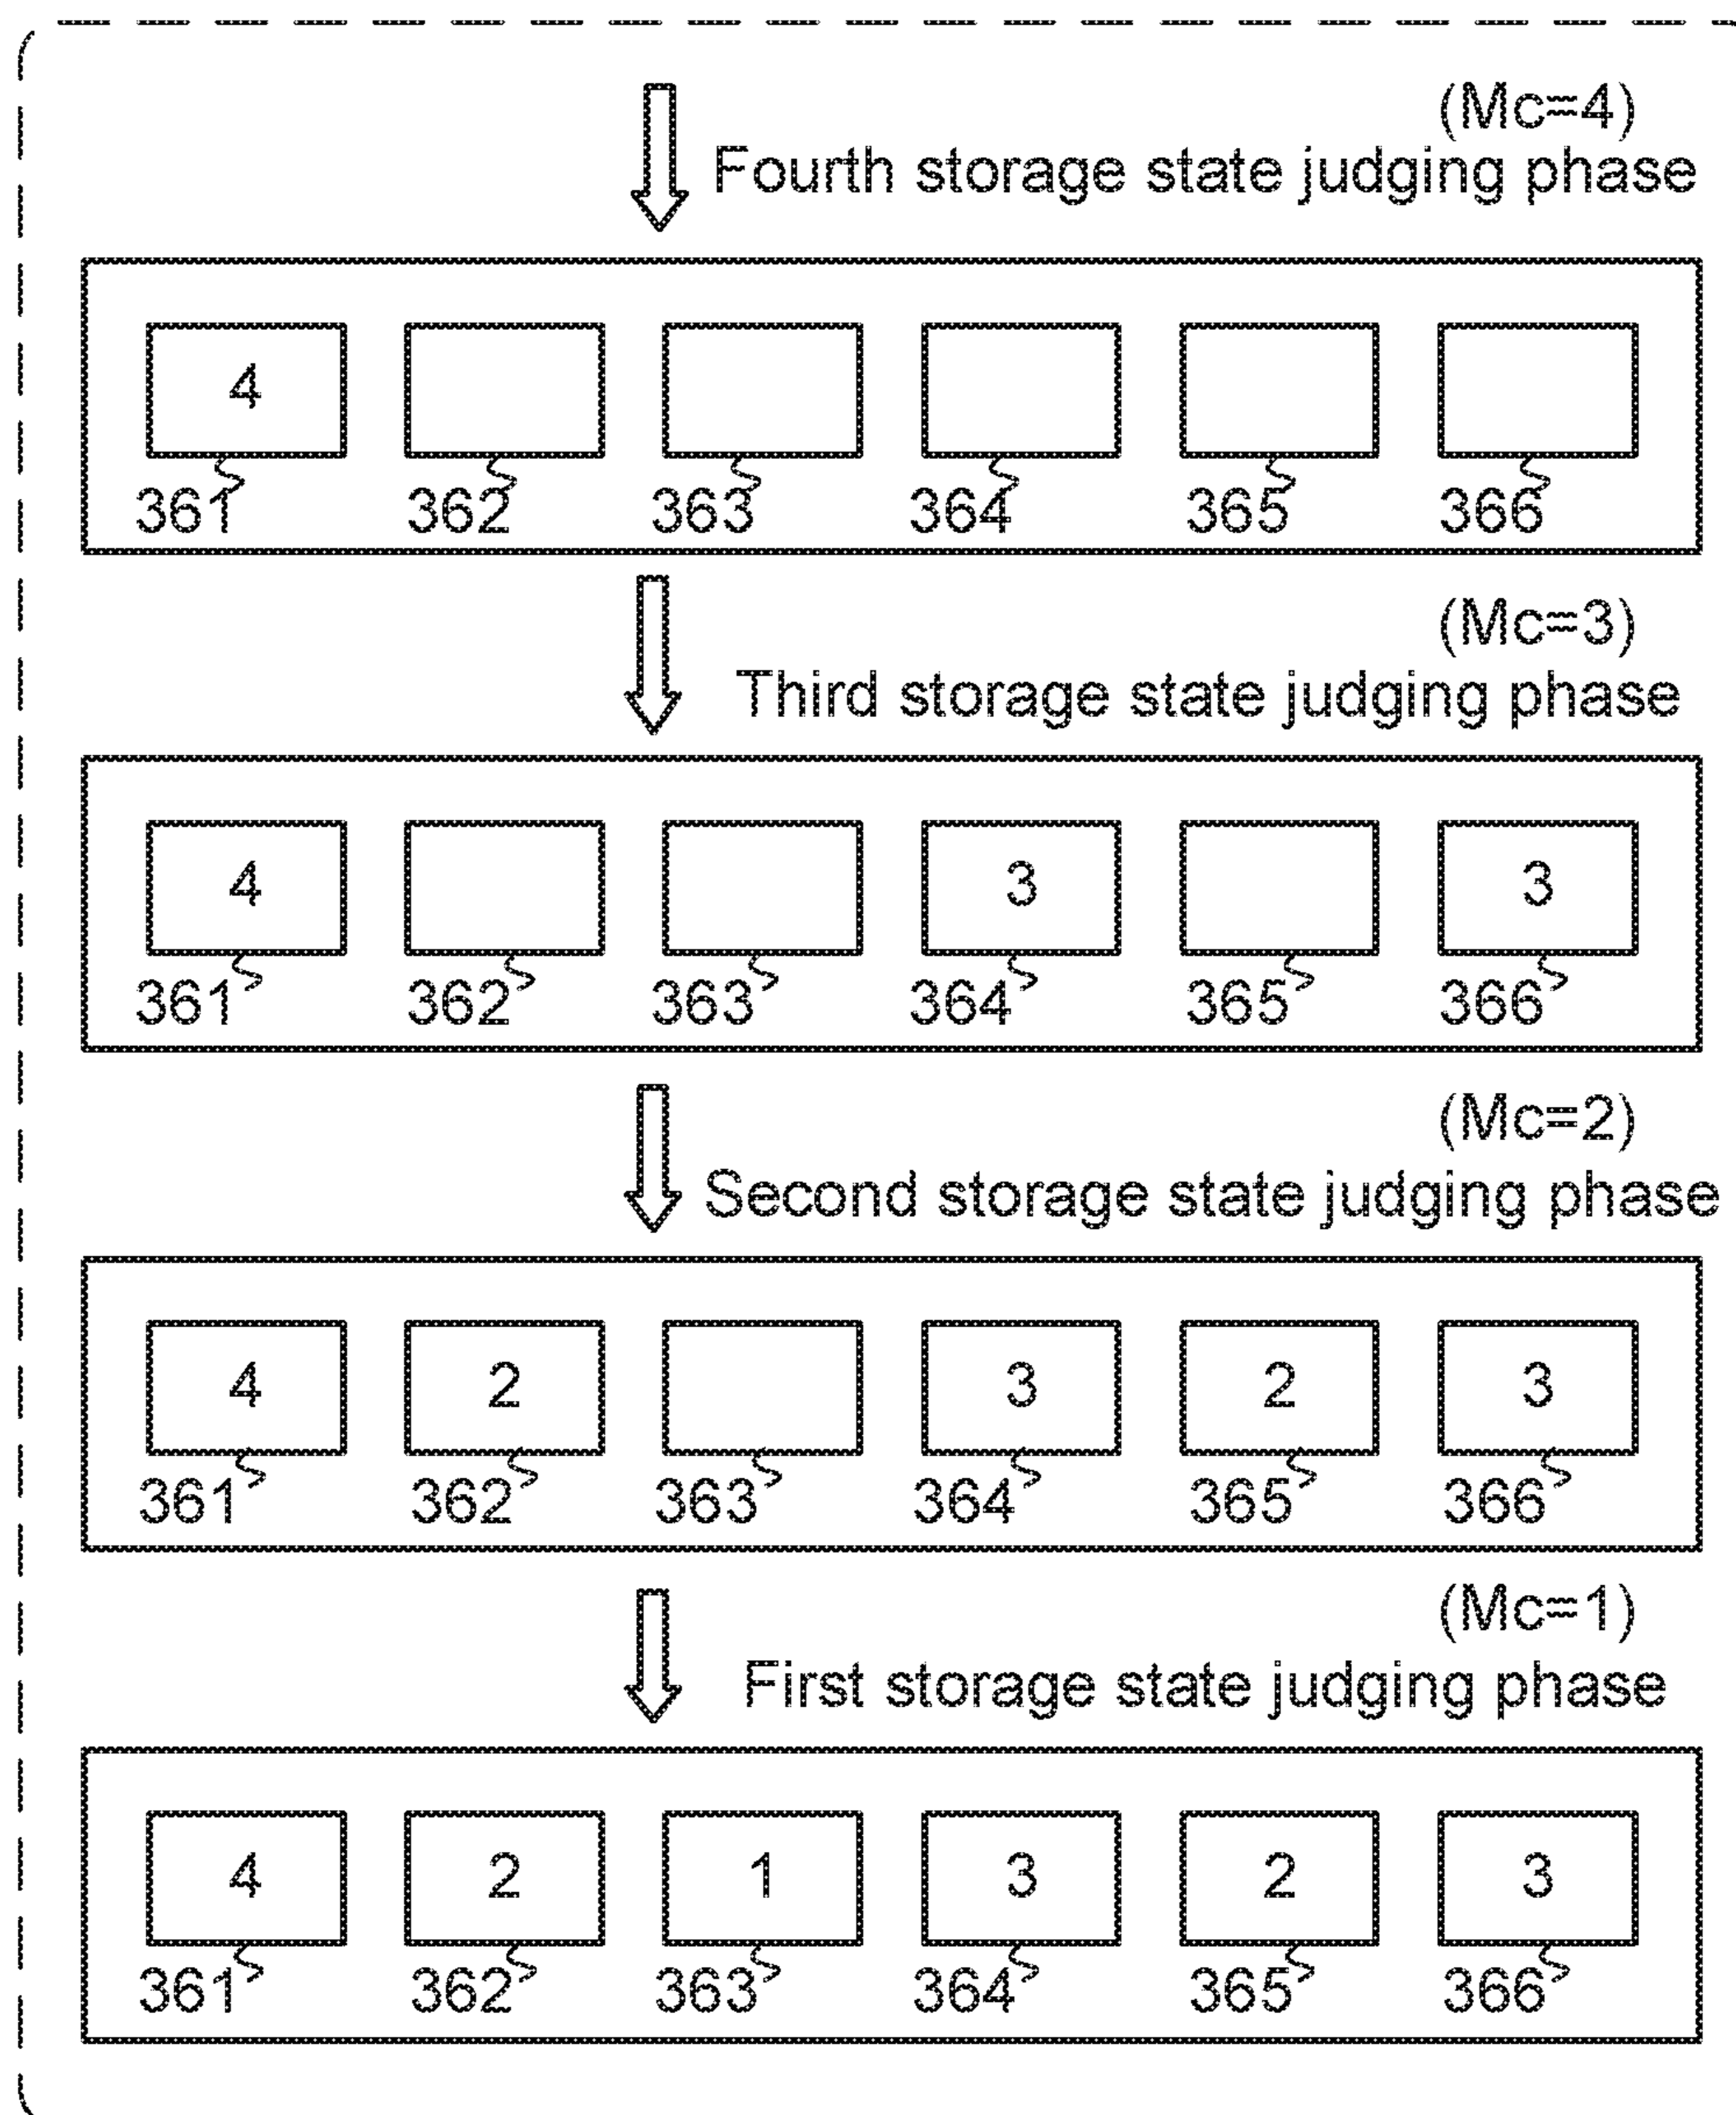 (Mc=4)
Fourth storage state judging phase
4
361 362 363 364 365 366
(Mc=3)
Third storage state judging phase
4 3 3
361 362 363 364 365 366
(Mc=2)
Second storage state judging phase
4 2 3 2 3
361 362 363 364 365 366
(Mc=1)
First storage state judging phase
4 2 1 3 2 3
361 362 363 364 365 366